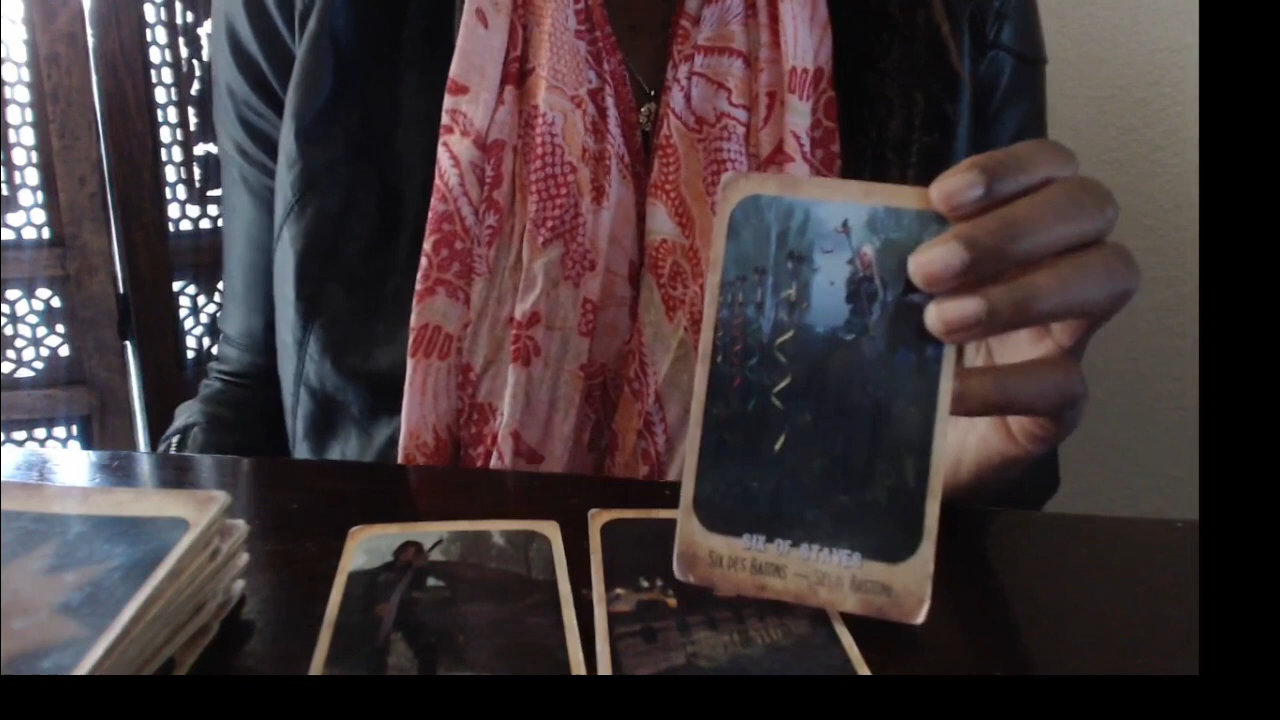 SIX OF STAVES
SIX DES BATONS — SEI DI BASTONI